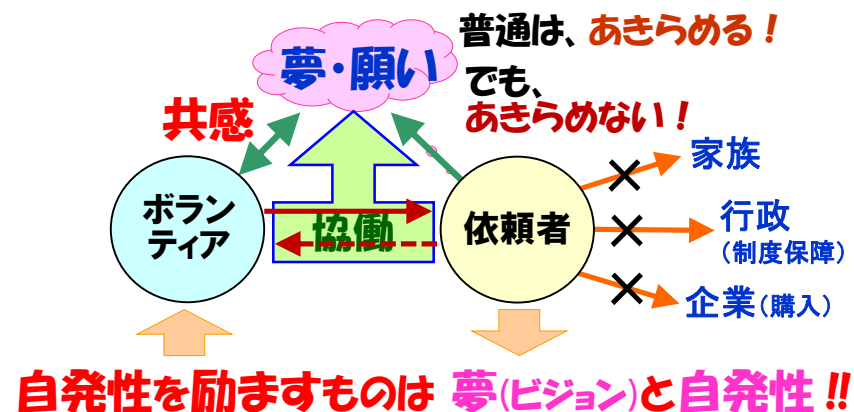 普通は、あきらめる！
夢・願い
でも、
あきらめない！
共感
家族
ボラン
ティア
協働
依頼者
行政
（制度保障）
企業（購入）
自発性を励ますものは 夢(ビジョン)と自発性 !!